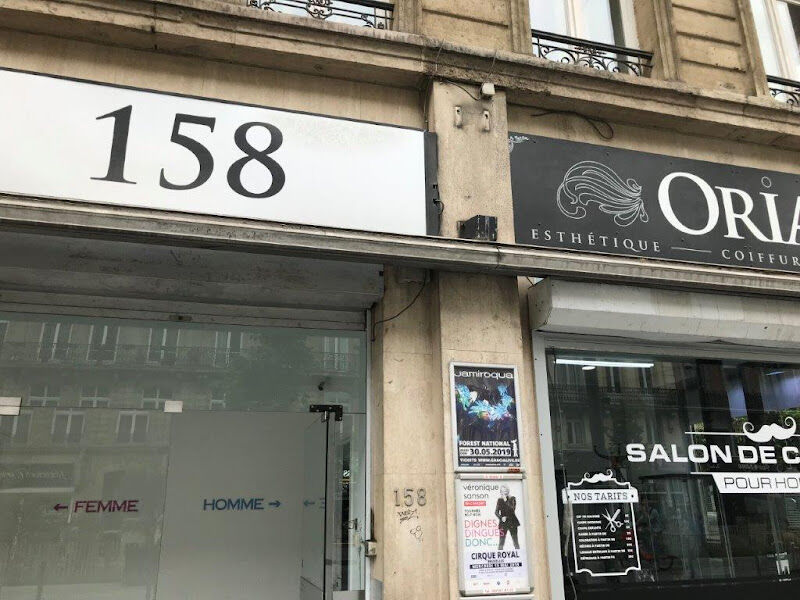 158
ORIA
ESTHÉTIQUE
COIFFUR
← FEMME
HOMME →
158
Jamiroqua
FOREST NATIONAL
30.05.2019
véronique
sanson
DIGNES
DINGUES
DONC...
CIRQUE ROYAL
SALON DE C
POUR HO
NOS TARIFS